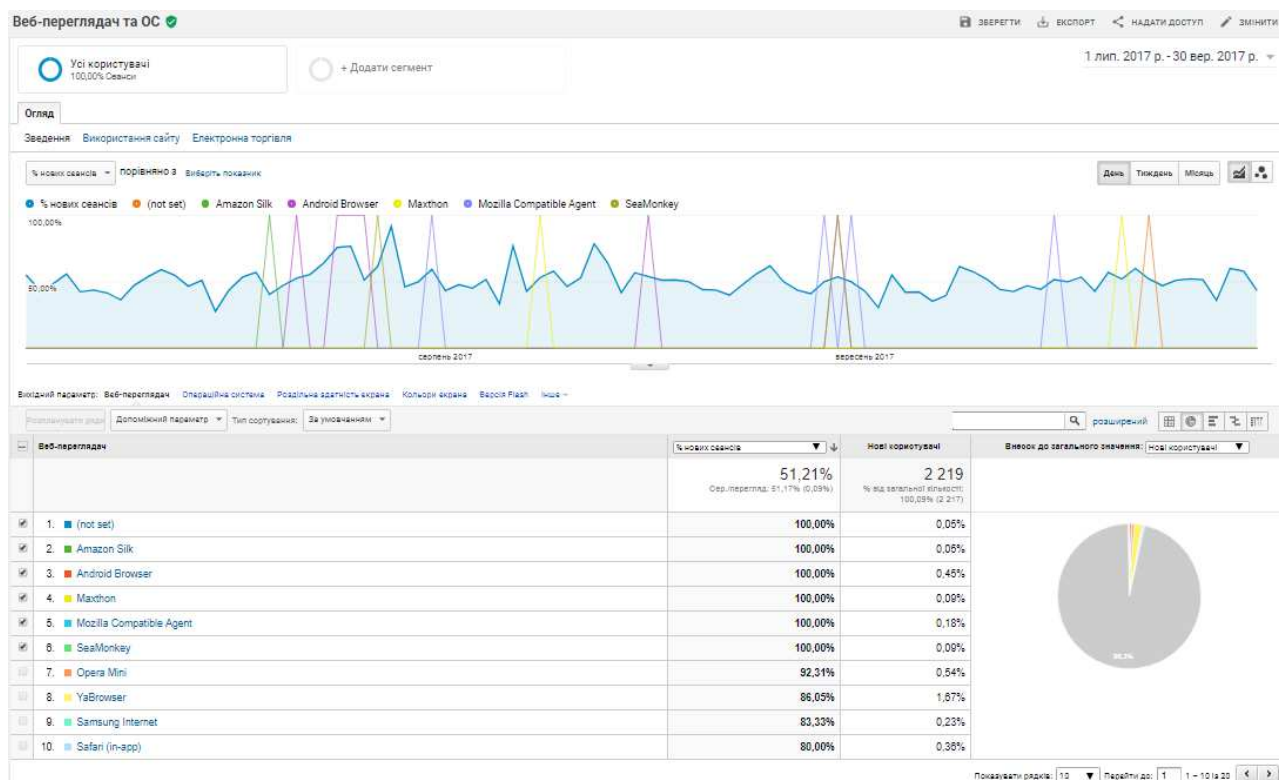 Веб-переглядач та ОС
ЗБЕРЕГТИ ЕКСПОРТ НАДАТИ ДОСТУП ЗМІНИТИ
Усі користувачі
100,00% Сеанси
+ Додати сегмент
1 лип. 2017 р. - 30 вер. 2017 р.
Огляд
Зведення Використання сайту Електронна торгівля
% нових сеансів порівняно з Виберіть показник
День Тиждень Місяць
% нових сеансів (not set) Amazon Silk Android Browser Maxthon Mozilla Compatible Agent SeaMonkey
100,00%
50,00%
серпень 2017 вересень 2017
Вихідний параметр: Веб-переглядач Операційна система Роздільна здатність екрана Кольори екрана Версія Flash Інше
Допоміжний параметр Тип сортування: За умовчанням
розширений
Веб-переглядач % нових сеансів Нові користувачі Внесок до загального значення: Нові користувачі
51,21% 2 219
Сер./перегляд: 51,17% (0,09%) % від загальної кількості: 100,09% (2 217)
1. (not set) 100,00% 0,05%
2. Amazon Silk 100,00% 0,05%
3. Android Browser 100,00% 0,45%
4. Maxthon 100,00% 0,09%
5. Mozilla Compatible Agent 100,00% 0,18%
6. SeaMonkey 100,00% 0,09%
7. Opera Mini 92,31% 0,54%
8. YaBrowser 86,05% 1,67%
9. Samsung Internet 83,33% 0,23%
10. Safari (in-app) 80,00% 0,36%
Показувати рядків: 10 Перейти до: 1 1 – 10 із 20